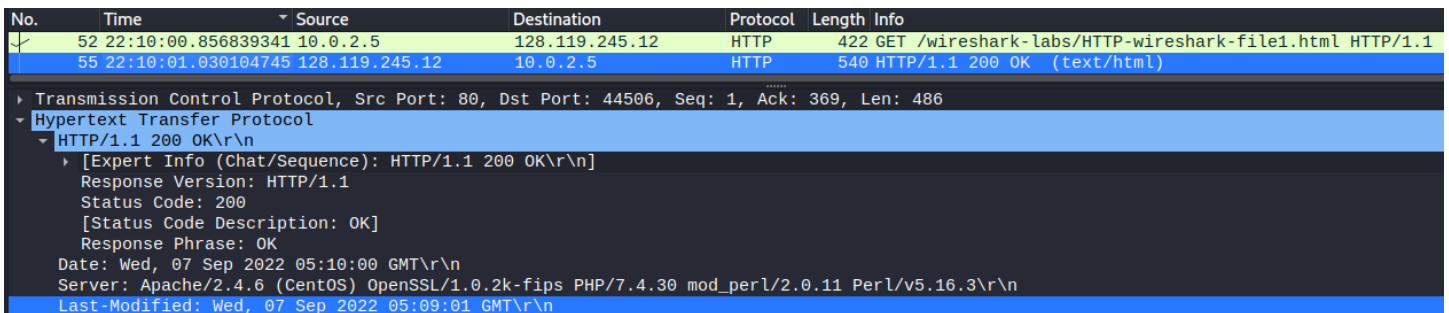 No. Time Source Destination Protocol Length Info
52 22:10:00.856839341 10.0.2.5 128.119.245.12 HTTP 422 GET /wireshark-labs/HTTP-wireshark-file1.html HTTP/1.1
55 22:10:01.030104745 128.119.245.12 10.0.2.5 HTTP 540 HTTP/1.1 200 OK (text/html)
Transmission Control Protocol, Src Port: 80, Dst Port: 44506, Seq: 1, Ack: 369, Len: 486
Hypertext Transfer Protocol
HTTP/1.1 200 OK\r\n
[Expert Info (Chat/Sequence): HTTP/1.1 200 OK\r\n]
Response Version: HTTP/1.1
Status Code: 200
[Status Code Description: OK]
Response Phrase: OK
Date: Wed, 07 Sep 2022 05:10:00 GMT\r\n
Server: Apache/2.4.6 (CentOS) OpenSSL/1.0.2k-fips PHP/7.4.30 mod_perl/2.0.11 Perl/v5.16.3\r\n
Last-Modified: Wed, 07 Sep 2022 05:09:01 GMT\r\n